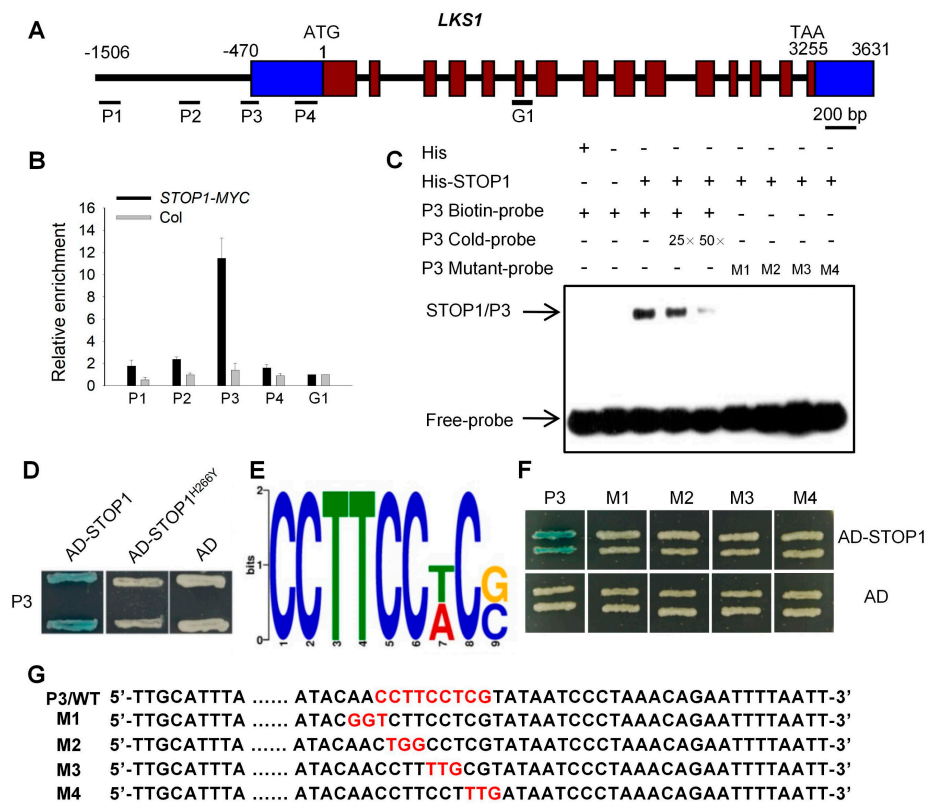 A
LKS1
ATG
TAA
-1506
-470
1
3255
3631
P1
P2
P3
P4
G1
200 bp
B
STOP1-MYC
Col
Relative enrichment
16
14
12
10
8
6
4
2
0
P1 P2 P3 P4 G1
C
His + - - - - - - - -
His-STOP1 - - + + + + + + +
P3 Biotin-probe + + + + + - - - -
P3 Cold-probe - - - 25× 50× - - - -
P3 Mutant-probe - - - - - M1 M2 M3 M4
STOP1/P3
Free-probe
D
AD-STOP1
AD-STOP1H266Y
AD
P3
E
bits
2
1
0
CCTTCCTCG
AC
1 2 3 4 5 6 7 8 9
F
P3 M1 M2 M3 M4
AD-STOP1
AD
G
P3/WT 5’-TTGCATTTA ...... ATACAACCTTCCTCGTATAATCCCTAAACAGAATTTTAATT-3’
M1 5’-TTGCATTTA ...... ATACGGTCTTCCTCGTATAATCCCTAAACAGAATTTTAATT-3’
M2 5’-TTGCATTTA ...... ATACAACTGGCCTCGTATAATCCCTAAACAGAATTTTAATT-3’
M3 5’-TTGCATTTA ...... ATACAACCTTTTGCGTATAATCCCTAAACAGAATTTTAATT-3’
M4 5’-TTGCATTTA ...... ATACAACCTTCCTTTGATAATCCCTAAACAGAATTTTAATT-3’